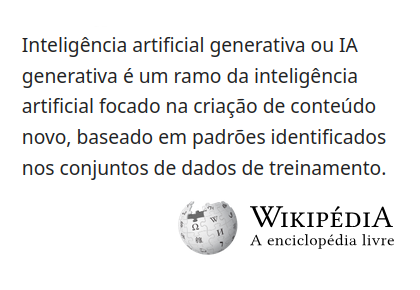 Inteligência artificial generativa ou IA
generativa é um ramo da inteligência
artificial focado na criação de conteúdo
novo, baseado em padrões identificados
nos conjuntos de dados de treinamento.
WIKIPÉDIA
A enciclopédia livre